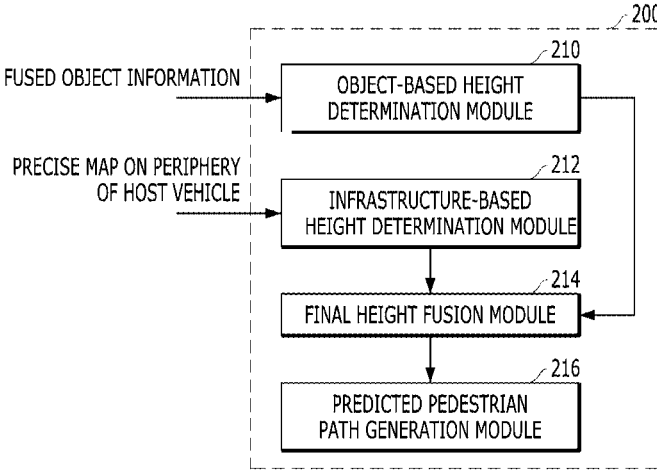 200
210
FUSED OBJECT INFORMATION
OBJECT-BASED HEIGHT
DETERMINATION MODULE
PRECISE MAP ON PERIPHERY
OF HOST VEHICLE
212
INFRASTRUCTURE-BASED
HEIGHT DETERMINATION MODULE
214
FINAL HEIGHT FUSION MODULE
216
PREDICTED PEDESTRIAN
PATH GENERATION MODULE